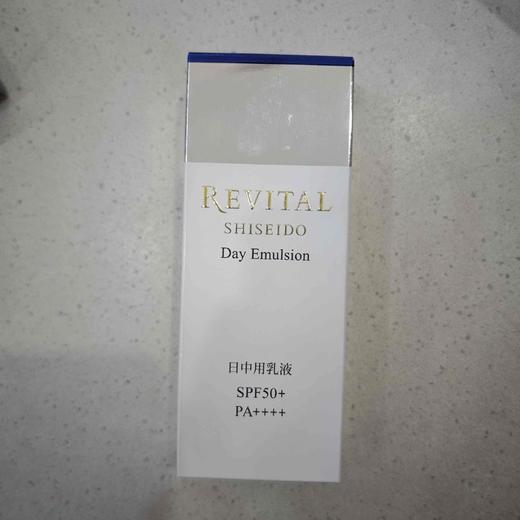 REVITAL
SHISEIDO
Day Emulsion
日中用乳液
SPF50+
PA++++